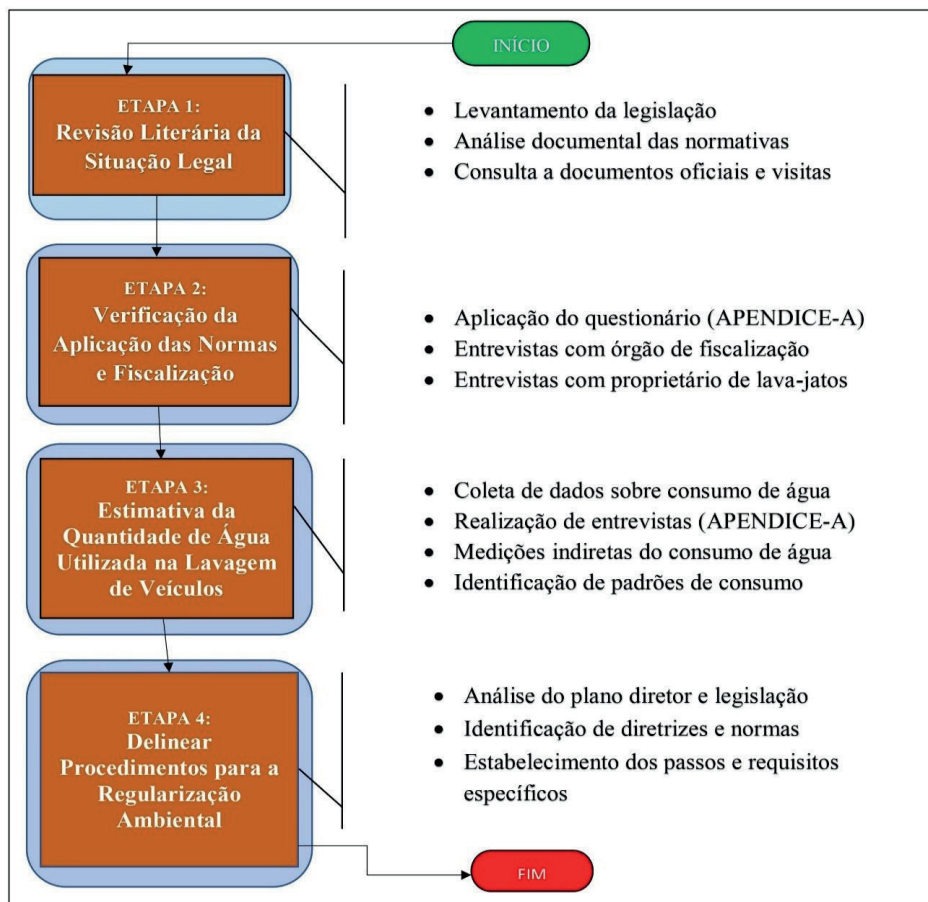 INÍCIO
ETAPA 1:
Revisão Literária da
Situação Legal
• Levantamento da legislação
• Análise documental das normativas
• Consulta a documentos oficiais e visitas
ETAPA 2:
Verificação da
Aplicação das Normas
e Fiscalização
• Aplicação do questionário (APENDICE-A)
• Entrevistas com órgão de fiscalização
• Entrevistas com proprietário de lava-jatos
ETAPA 3:
Estimativa da
Quantidade de Água
Utilizada na Lavagem
de Veículos
• Coleta de dados sobre consumo de água
• Realização de entrevistas (APENDICE-A)
• Medições indiretas do consumo de água
• Identificação de padrões de consumo
ETAPA 4:
Delinear
Procedimentos para a
Regularização
Ambiental
• Análise do plano diretor e legislação
• Identificação de diretrizes e normas
• Estabelecimento dos passos e requisitos
específicos
FIM